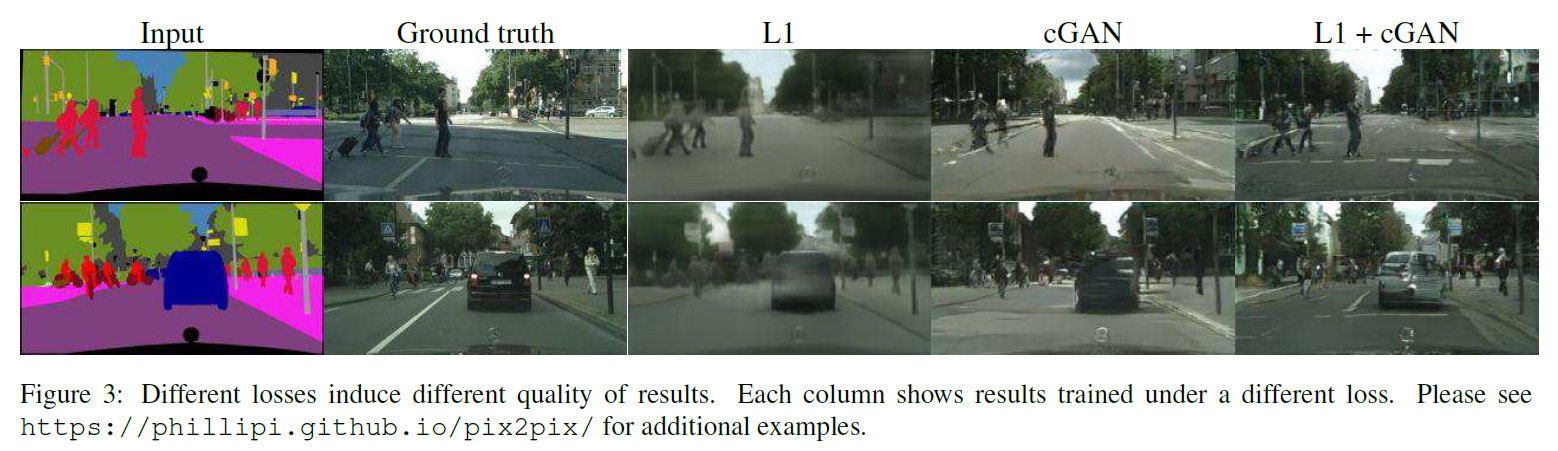 Input Ground truth L1 cGAN L1 + cGAN
Figure 3: Different losses induce different quality of results. Each column shows results trained under a different loss. Please see
https://phillipi.github.io/pix2pix/ for additional examples.